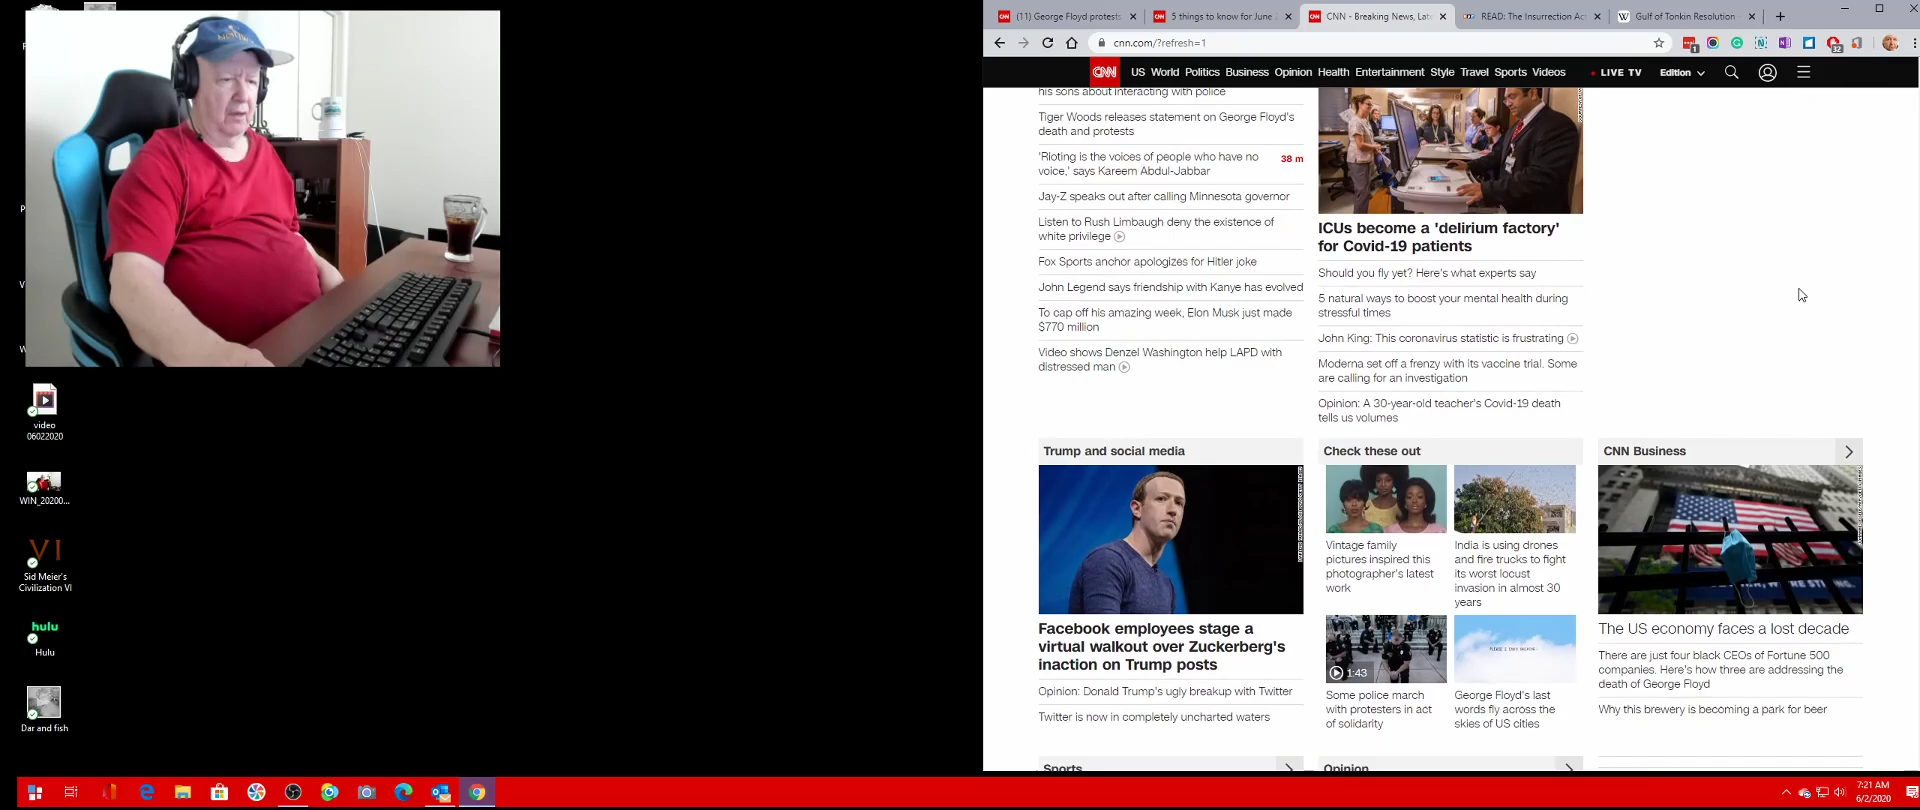 video
06022020
WIN_20200...
VI
Sid Meier's
Civilization VI
hulu
Hulu
Dar and fish
(11) George Floyd protests
5 things to know for June
CNN - Breaking News, Late
READ: The Insurrection Ac
Gulf of Tonkin Resolution
cnn.com/?refresh=1
1
32
CNN
US World Politics Business Opinion Health Entertainment Style Travel Sports Videos
LIVE TV
Edition
his sons about interacting with police
Tiger Woods releases statement on George Floyd's
death and protests
'Rioting is the voices of people who have no
voice,' says Kareem Abdul-Jabbar
38 m
Jay-Z speaks out after calling Minnesota governor
Listen to Rush Limbaugh deny the existence of
white privilege
Fox Sports anchor apologizes for Hitler joke
John Legend says friendship with Kanye has evolved
To cap off his amazing week, Elon Musk just made
$770 million
Video shows Denzel Washington help LAPD with
distressed man
ICUs become a 'delirium factory'
for Covid-19 patients
Should you fly yet? Here's what experts say
5 natural ways to boost your mental health during
stressful times
John King: This coronavirus statistic is frustrating
Moderna set off a frenzy with its vaccine trial. Some
are calling for an investigation
Opinion: A 30-year-old teacher's Covid-19 death
tells us volumes
Trump and social media
Facebook employees stage a
virtual walkout over Zuckerberg's
inaction on Trump posts
Opinion: Donald Trump's ugly breakup with Twitter
Twitter is now in completely uncharted waters
Check these out
Vintage family
pictures inspired this
photographer's latest
work
India is using drones
and fire trucks to fight
its worst locust
invasion in almost 30
years
1:43
Some police march
with protesters in act
of solidarity
George Floyd's last
words fly across the
skies of US cities
CNN Business
The US economy faces a lost decade
There are just four black CEOs of Fortune 500
companies. Here's how three are addressing the
death of George Floyd
Why this brewery is becoming a park for beer
Sports
Opinion
7:21 AM
6/2/2020